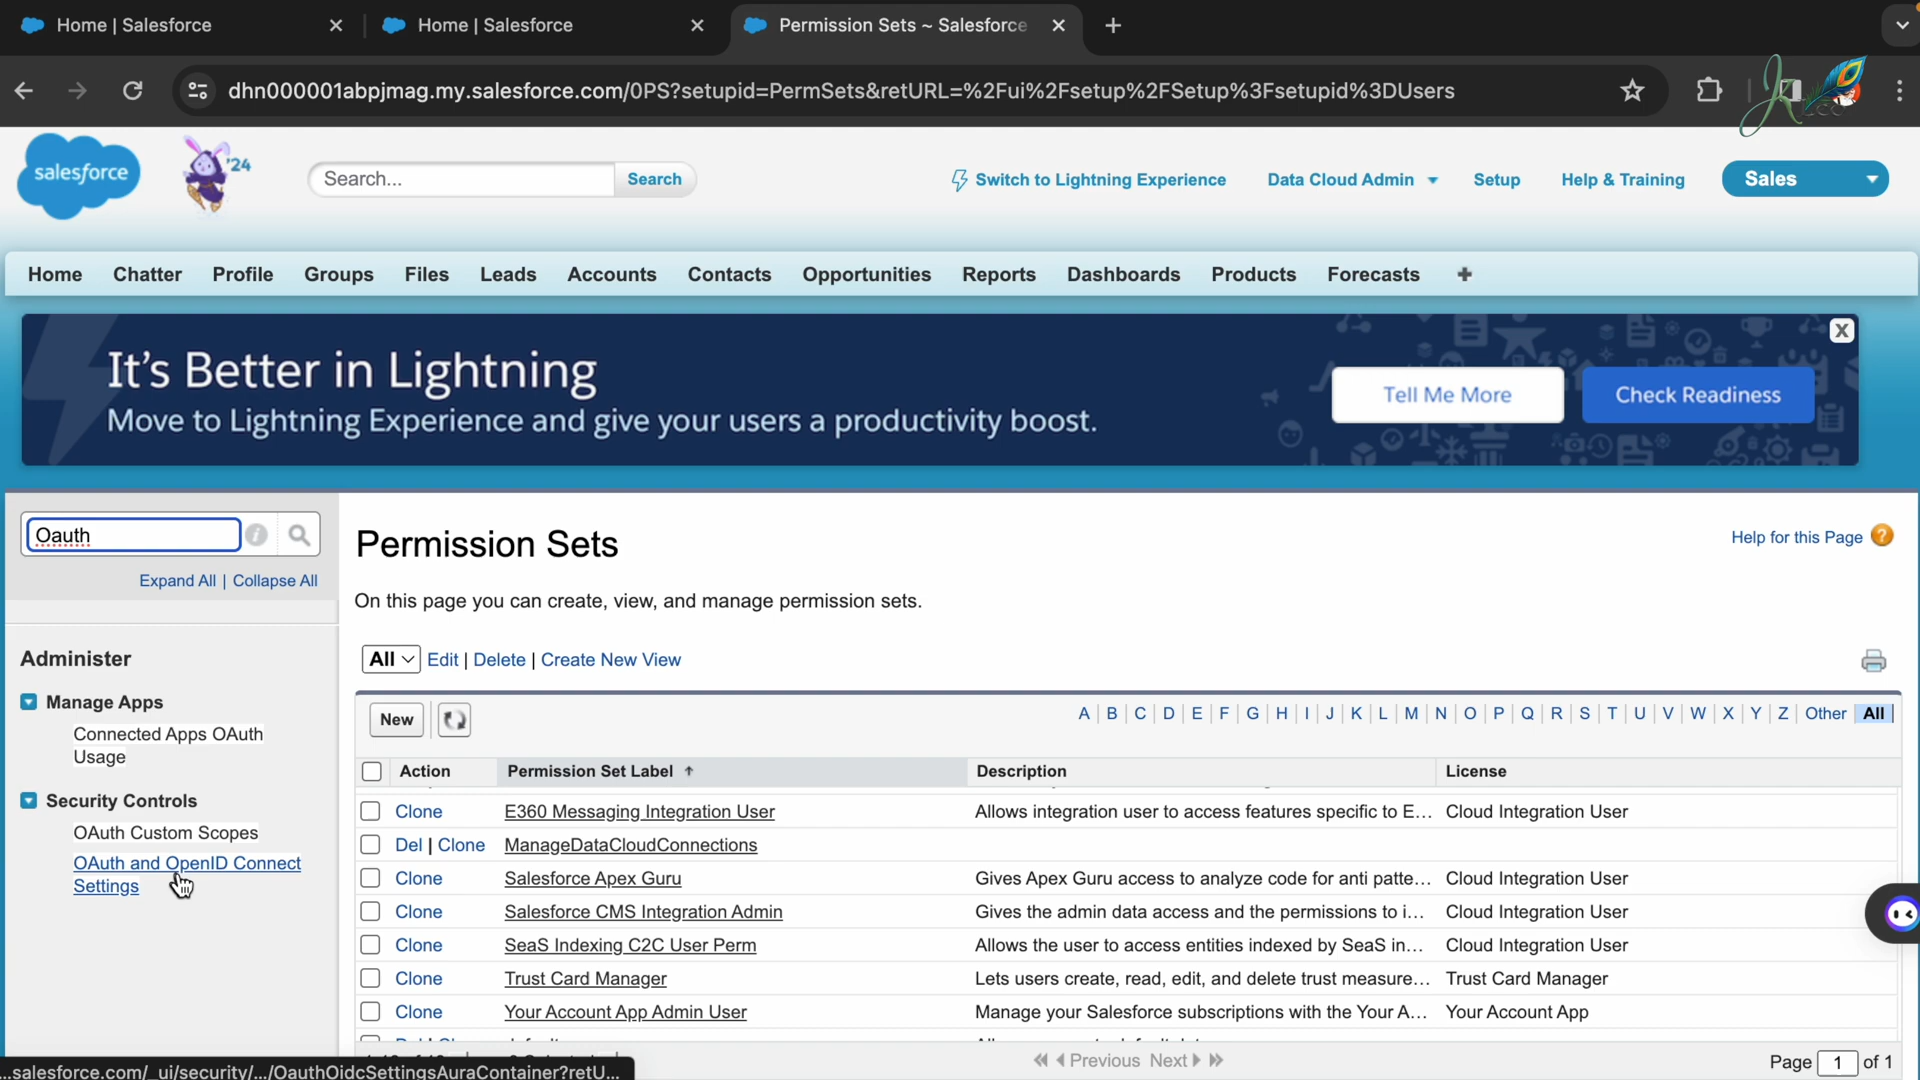 Home | Salesforce
Home | Salesforce
Permission Sets ~ Salesforce
dhn000001abpjmag.my.salesforce.com/0PS?setupid=PermSets&retURL=%2Fui%2Fsetup%2FSetup%3Fsetupid%3DUsers
salesforce
'24
Search...
Search
Switch to Lightning Experience
Data Cloud Admin
Setup
Help & Training
Sales
Home Chatter Profile Groups Files Leads Accounts Contacts Opportunities Reports Dashboards Products Forecasts +
It's Better in Lightning
Move to Lightning Experience and give your users a productivity boost.
Tell Me More
Check Readiness
X
Oauth
Expand All | Collapse All
Administer
Manage Apps
Connected Apps OAuth
Usage
Security Controls
OAuth Custom Scopes
OAuth and OpenID Connect
Settings
Permission Sets
Help for this Page ?
On this page you can create, view, and manage permission sets.
All Edit | Delete | Create New View
New
A | B | C | D | E | F | G | H | I | J | K | L | M | N | O | P | Q | R | S | T | U | V | W | X | Y | Z | Other | All
Action Permission Set Label Description License
Clone E360 Messaging Integration User Allows integration user to access features specific to E... Cloud Integration User
Del | Clone ManageDataCloudConnections
Clone Salesforce Apex Guru Gives Apex Guru access to analyze code for anti patte... Cloud Integration User
Clone Salesforce CMS Integration Admin Gives the admin data access and the permissions to i... Cloud Integration User
Clone SeaS Indexing C2C User Perm Allows the user to access entities indexed by SeaS in... Cloud Integration User
Clone Trust Card Manager Lets users create, read, edit, and delete trust measure... Trust Card Manager
Clone Your Account App Admin User Manage your Salesforce subscriptions with the Your A... Your Account App
Previous Next
Page 1 of 1
...salesforce.com/_ui/security/.../OauthOidcSettingsAuraContainer?retU...